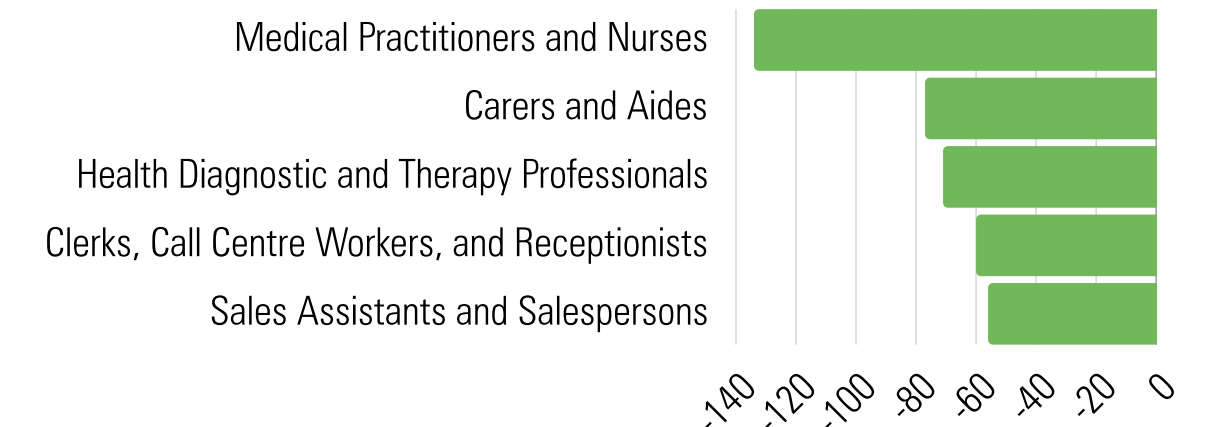 Medical Practitioners and Nurses
Carers and Aides
Health Diagnostic and Therapy Professionals
Clerks, Call Centre Workers, and Receptionists
Sales Assistants and Salespersons
-140 -120 -100 -80 -60 -40 -20 0